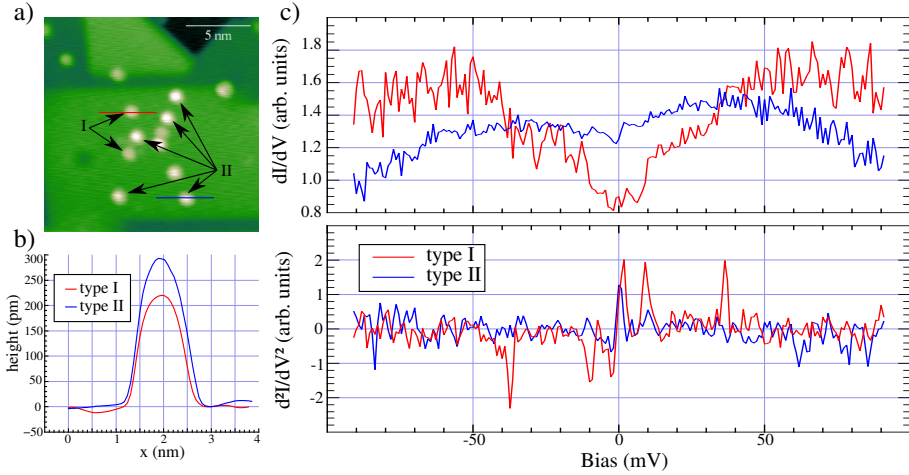 a)
5 nm
I
II
b)
300
250
200
150
100
50
0
-50
height (pm)
type I
type II
0
1
2
3
4
x (nm)
c)
dI/dV (arb. units)
1.8
1.6
1.4
1.2
1.0
0.8
type I
type II
d²I/dV² (arb. units)
2
1
0
-1
-2
-3
-50
0
50
Bias (mV)